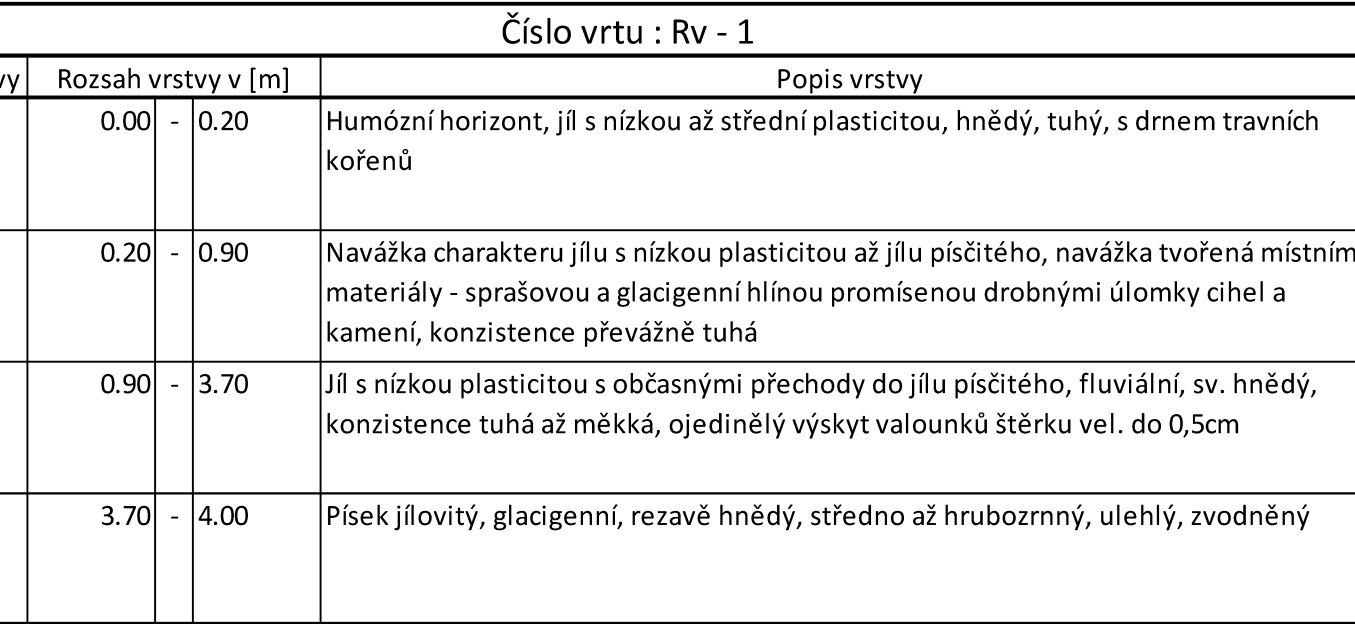 Číslo vrtu : Rv - 1
vy Rozsah vrstvy v [m] Popis vrstvy
0.00 - 0.20 Humózní horizont, jíl s nízkou až střední plasticitou, hnědý, tuhý, s drnem travních
kořenů
0.20 - 0.90 Navážka charakteru jílu s nízkou plasticitou až jílu písčitého, navážka tvořená místním
materiály - sprašovou a glacigenní hlínou promísenou drobnými úlomky cihel a
kamení, konzistence převážně tuhá
0.90 - 3.70 Jíl s nízkou plasticitou s občasnými přechody do jílu písčitého, fluviální, sv. hnědý,
konzistence tuhá až měkká, ojedinělý výskyt valounků štěrku vel. do 0,5cm
3.70 - 4.00 Písek jílovitý, glacigenní, rezavě hnědý, středno až hrubozrnný, ulehlý, zvodněný